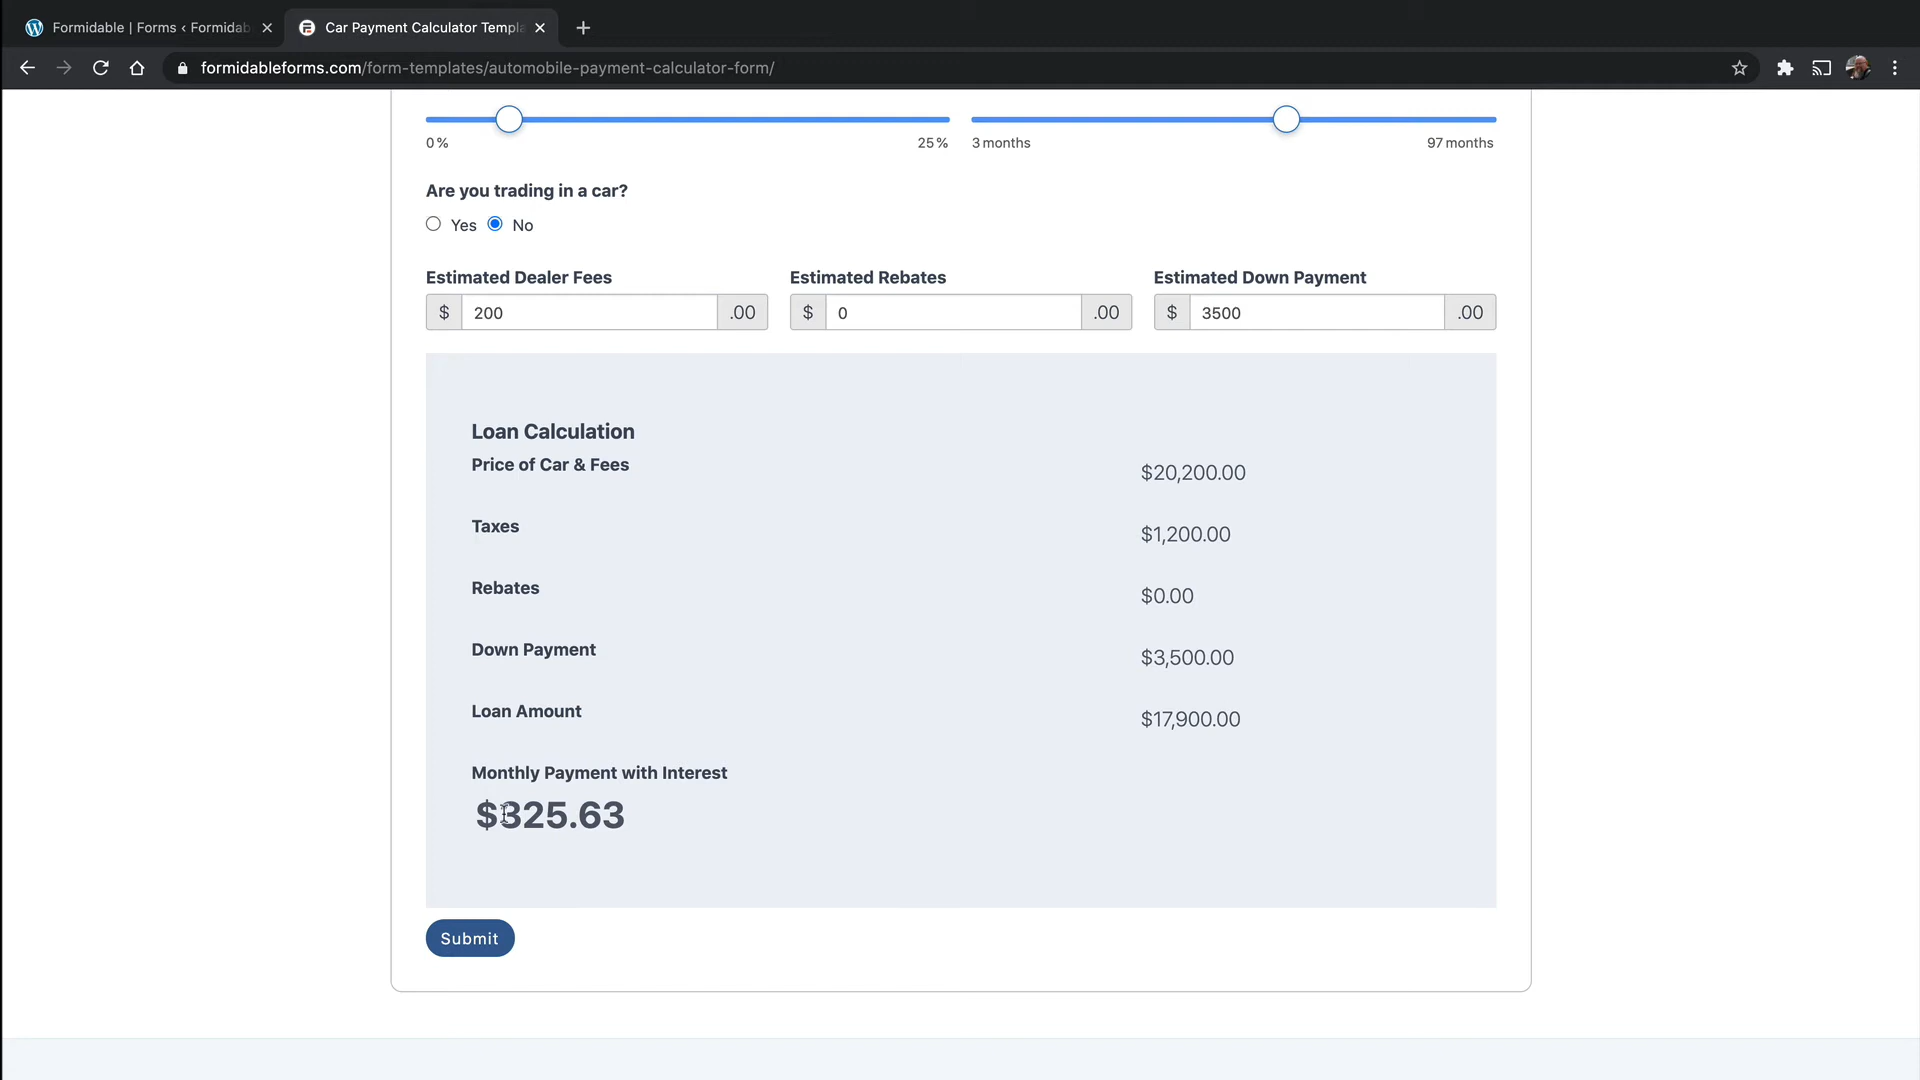 Formidable | Forms ‹ Formidab
Car Payment Calculator Templa
formidableforms.com/form-templates/automobile-payment-calculator-form/
0 %
25 %
3 months
97 months
Are you trading in a car?
Yes
No
Estimated Dealer Fees
Estimated Rebates
Estimated Down Payment
$ 200 .00
$ 0 .00
$ 3500 .00
Loan Calculation
Price of Car & Fees
$20,200.00
Taxes
$1,200.00
Rebates
$0.00
Down Payment
$3,500.00
Loan Amount
$17,900.00
Monthly Payment with Interest
$325.63
Submit